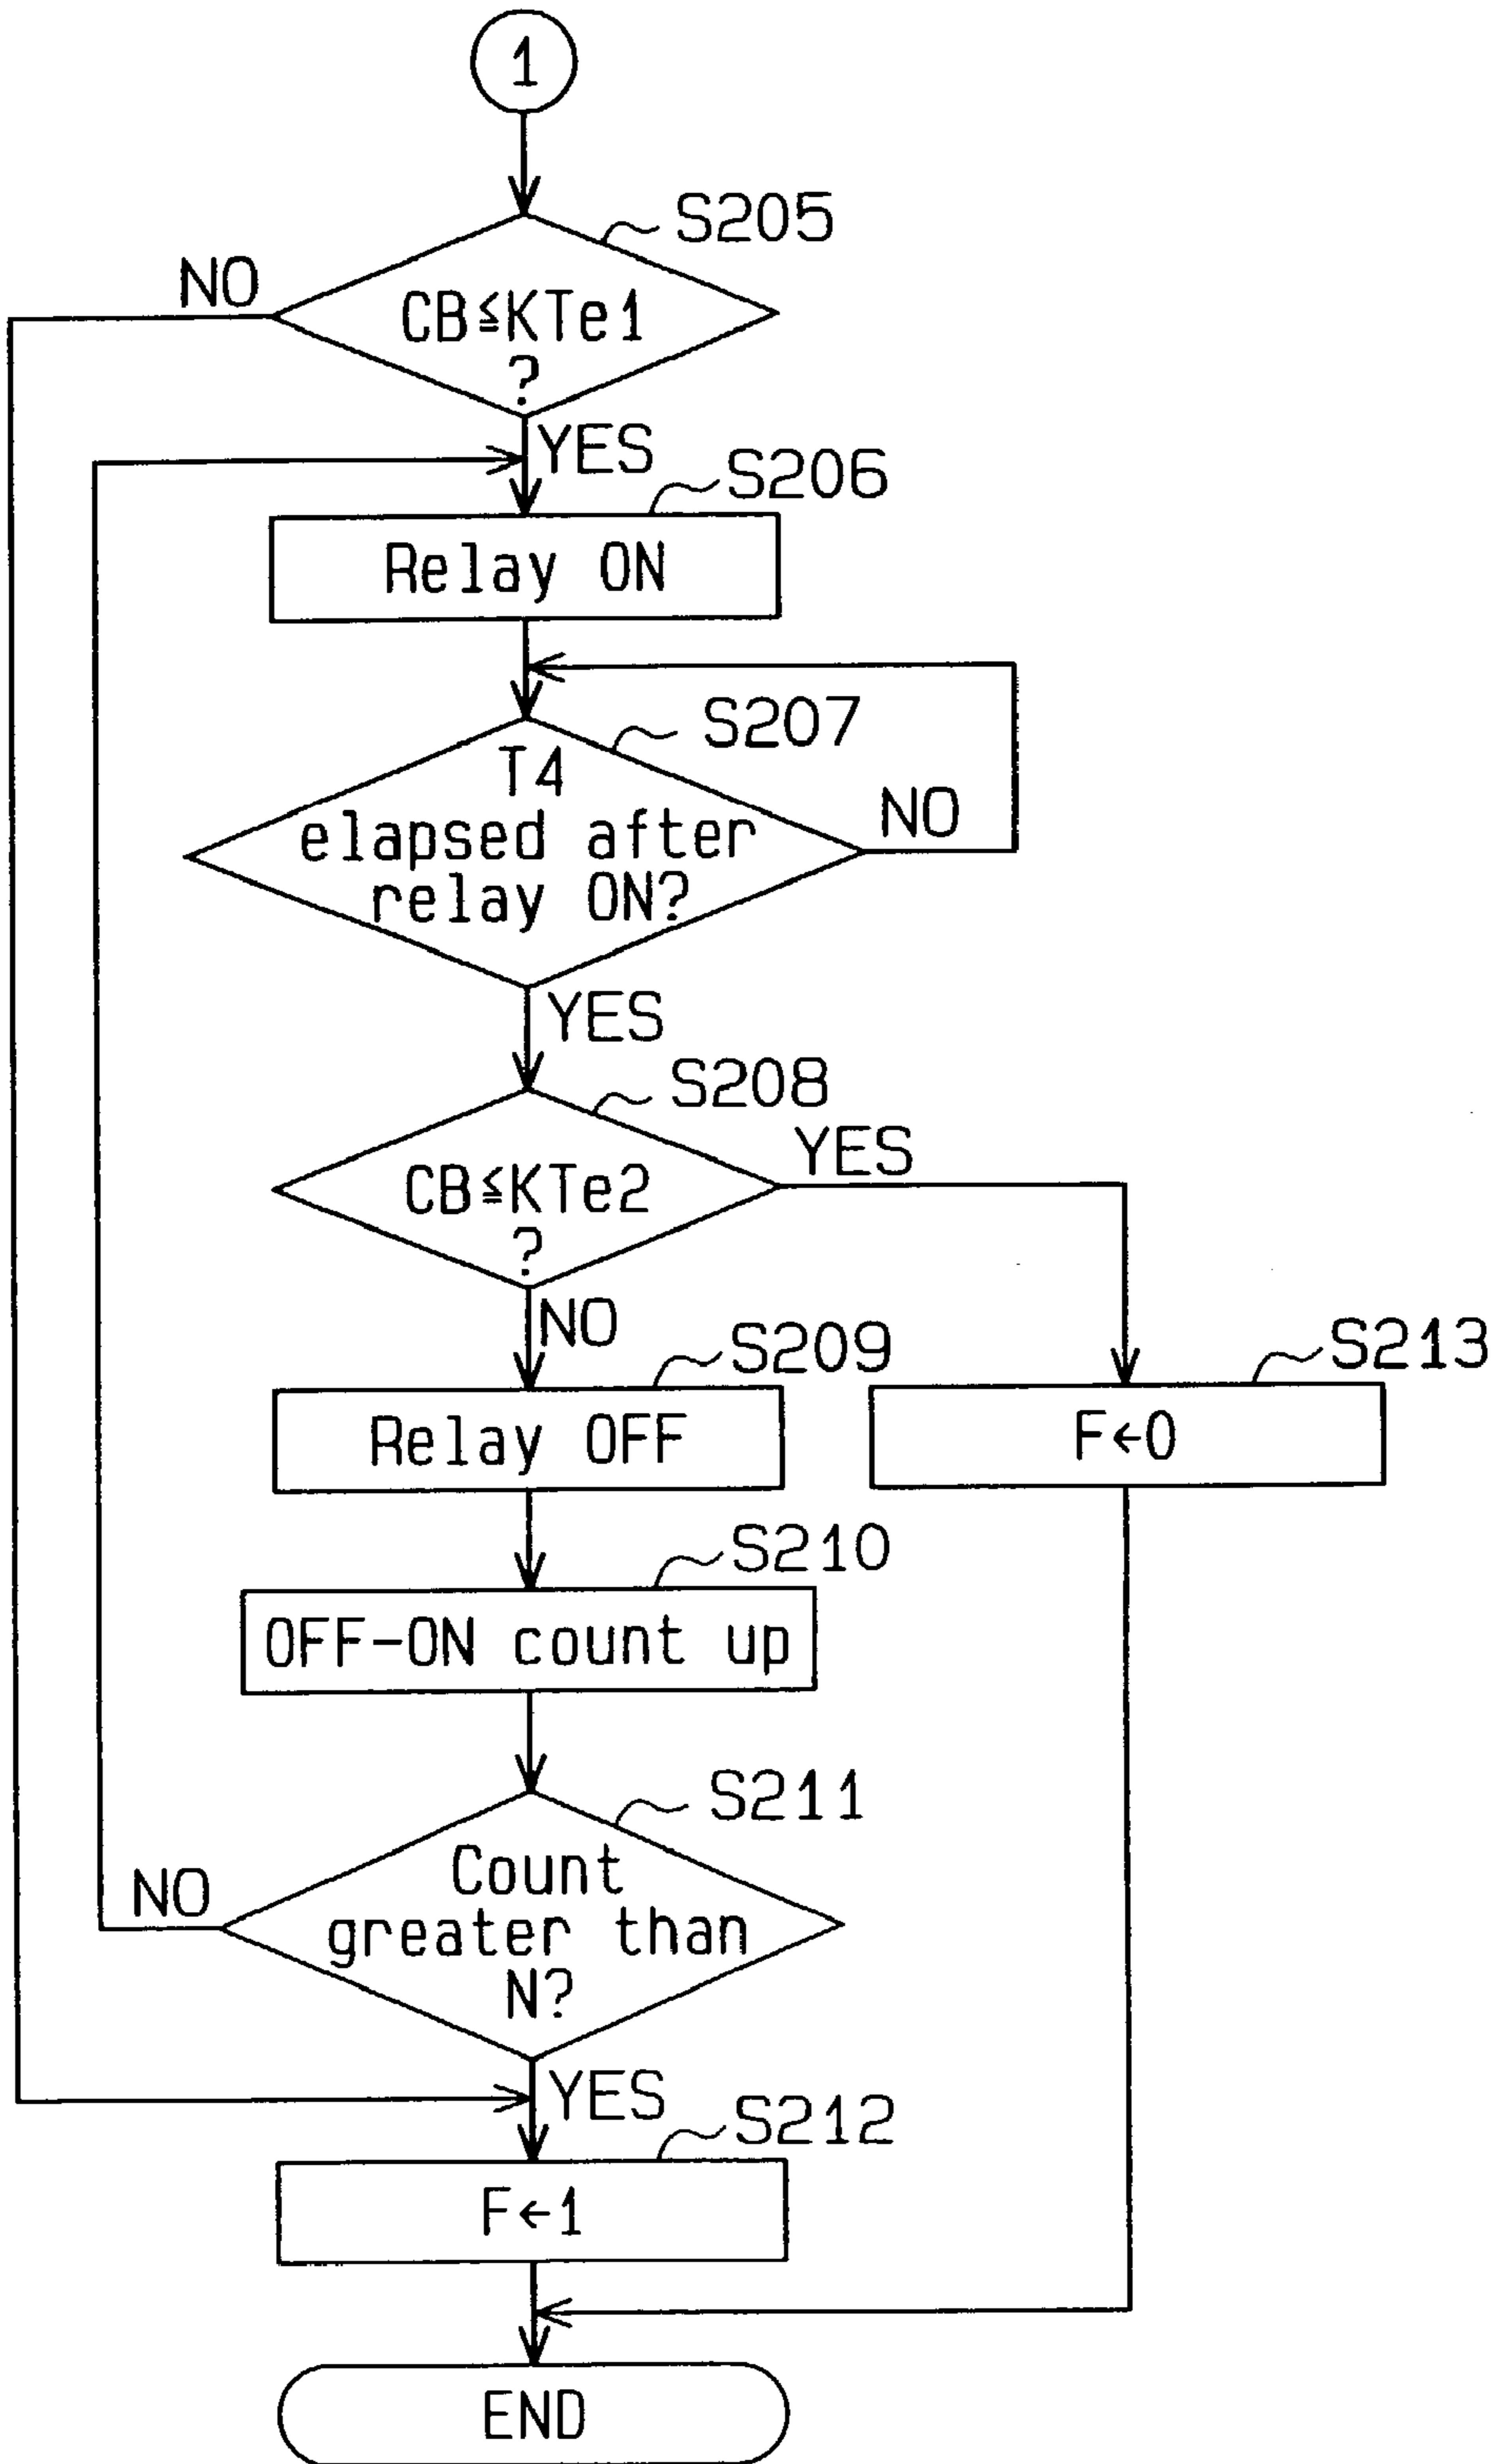 1
S205
NO
CB≦KTe1
?
YES
S206
Relay ON
S207
T4
elapsed after
relay ON?
NO
YES
S208
CB≦KTe2
?
YES
NO
S209
Relay OFF
S213
F←0
S210
OFF-ON count up
S211
Count
greater than
N?
NO
YES
S212
F←1
END